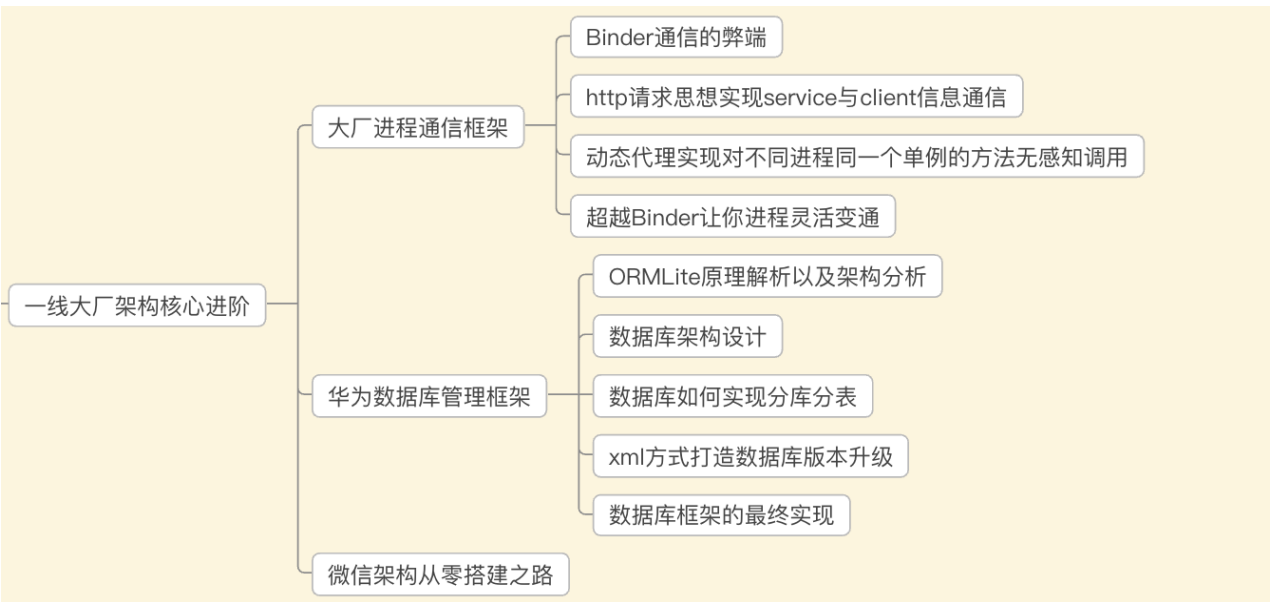 一线大厂架构核心进阶
大厂进程通信框架
Binder通信的弊端
http请求思想实现service与client信息通信
动态代理实现对不同进程同一个单例的方法无感知调用
超越Binder让你进程灵活变通
华为数据库管理框架
ORMLite原理解析以及架构分析
数据库架构设计
数据库如何实现分库分表
xml方式打造数据库版本升级
数据库框架的最终实现
微信架构从零搭建之路